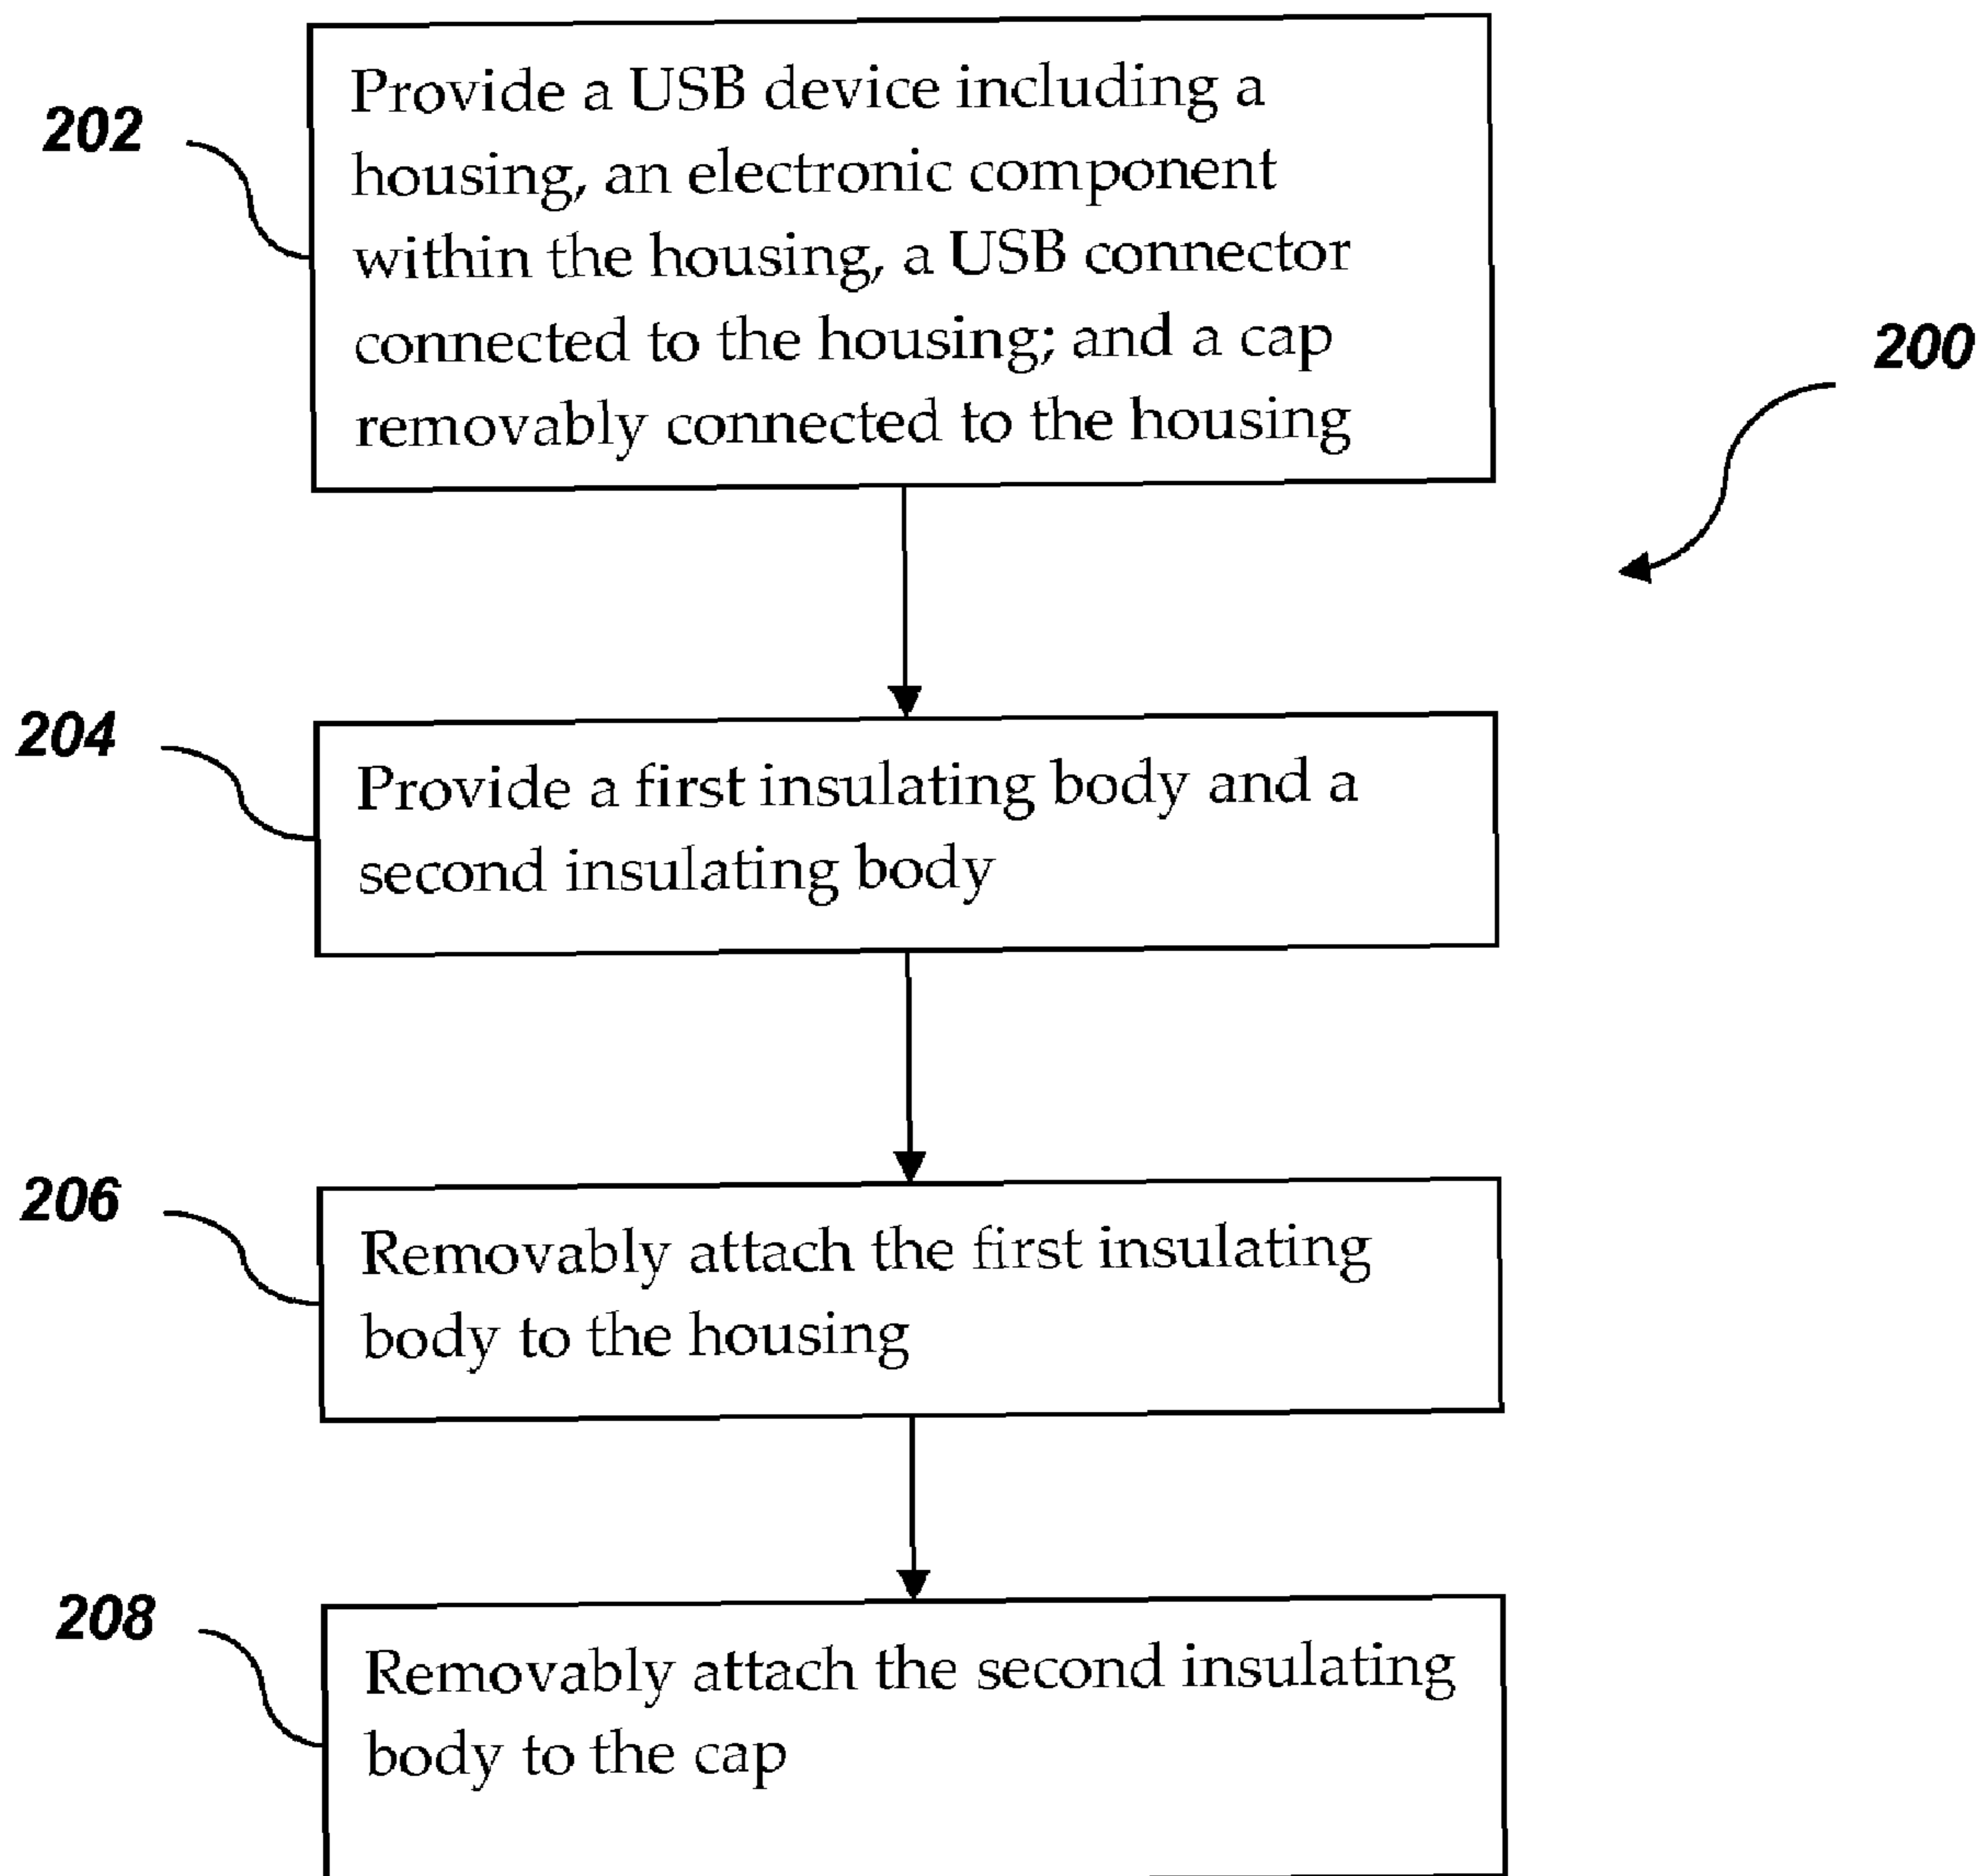 202
Provide a USB device including a
housing, an electronic component
within the housing, a USB connector
connected to the housing; and a cap
removably connected to the housing
200
204
Provide a first insulating body and a
second insulating body
206
Removably attach the first insulating
body to the housing
208
Removably attach the second insulating
body to the cap